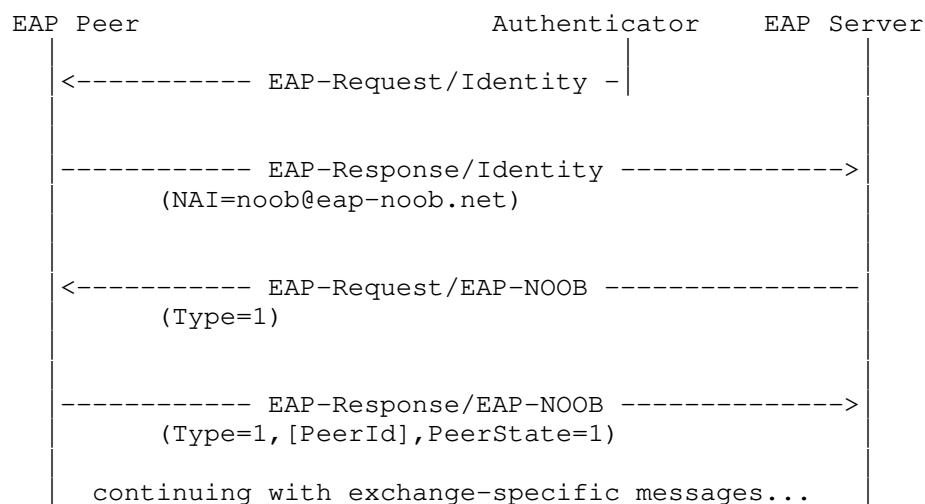 EAP Peer                    Authenticator    EAP Server
<----------- EAP-Request/Identity -
------------ EAP-Response/Identity -------------->
(NAI=noob@eap-noob.net)
<----------- EAP-Request/EAP-NOOB ----------------
(Type=1)
------------ EAP-Response/EAP-NOOB -------------->
(Type=1,[PeerId],PeerState=1)
continuing with exchange-specific messages...